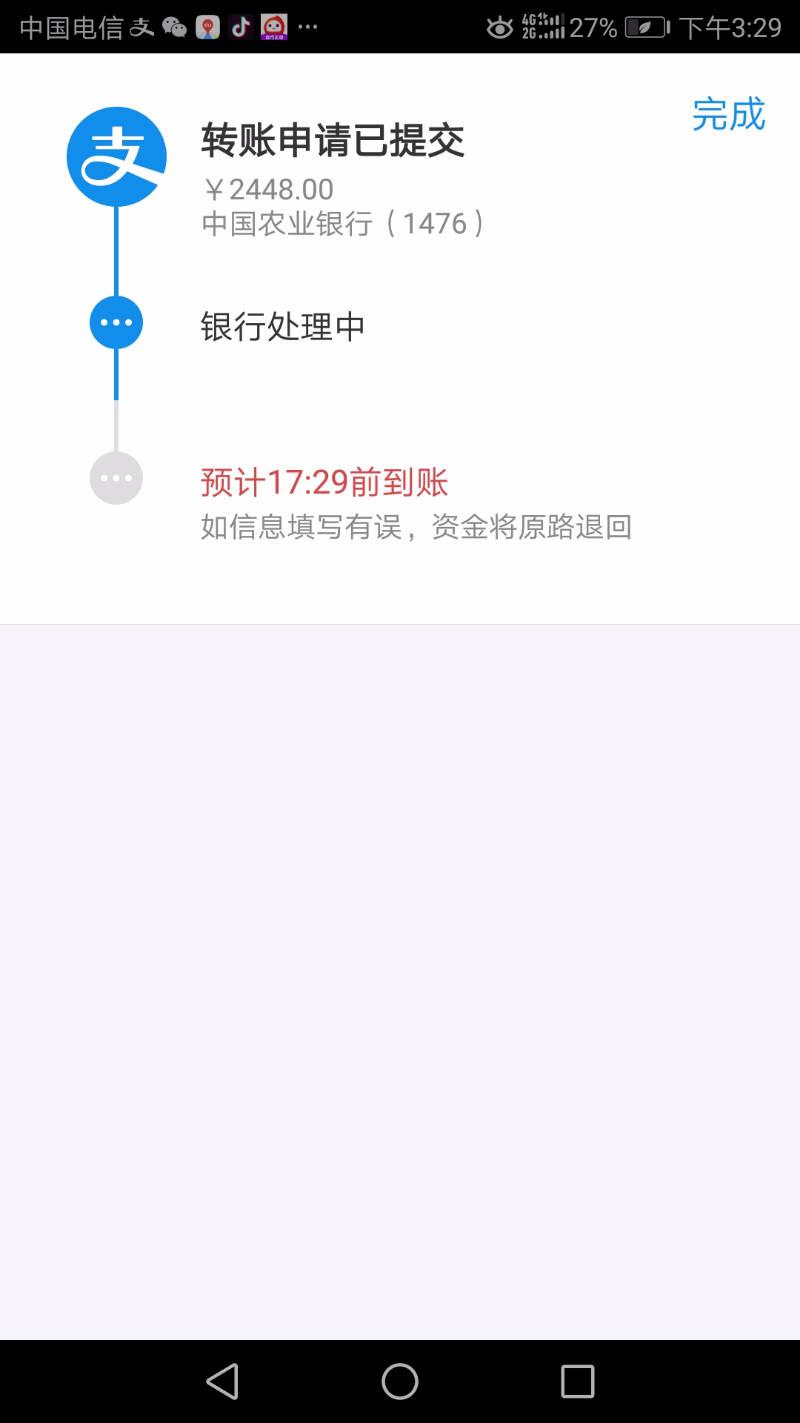 中国电信 27% 下午3:29
4G
2G
完成
支
转账申请已提交
￥2448.00
中国农业银行（1476）
银行处理中
预计17:29前到账
如信息填写有误，资金将原路退回